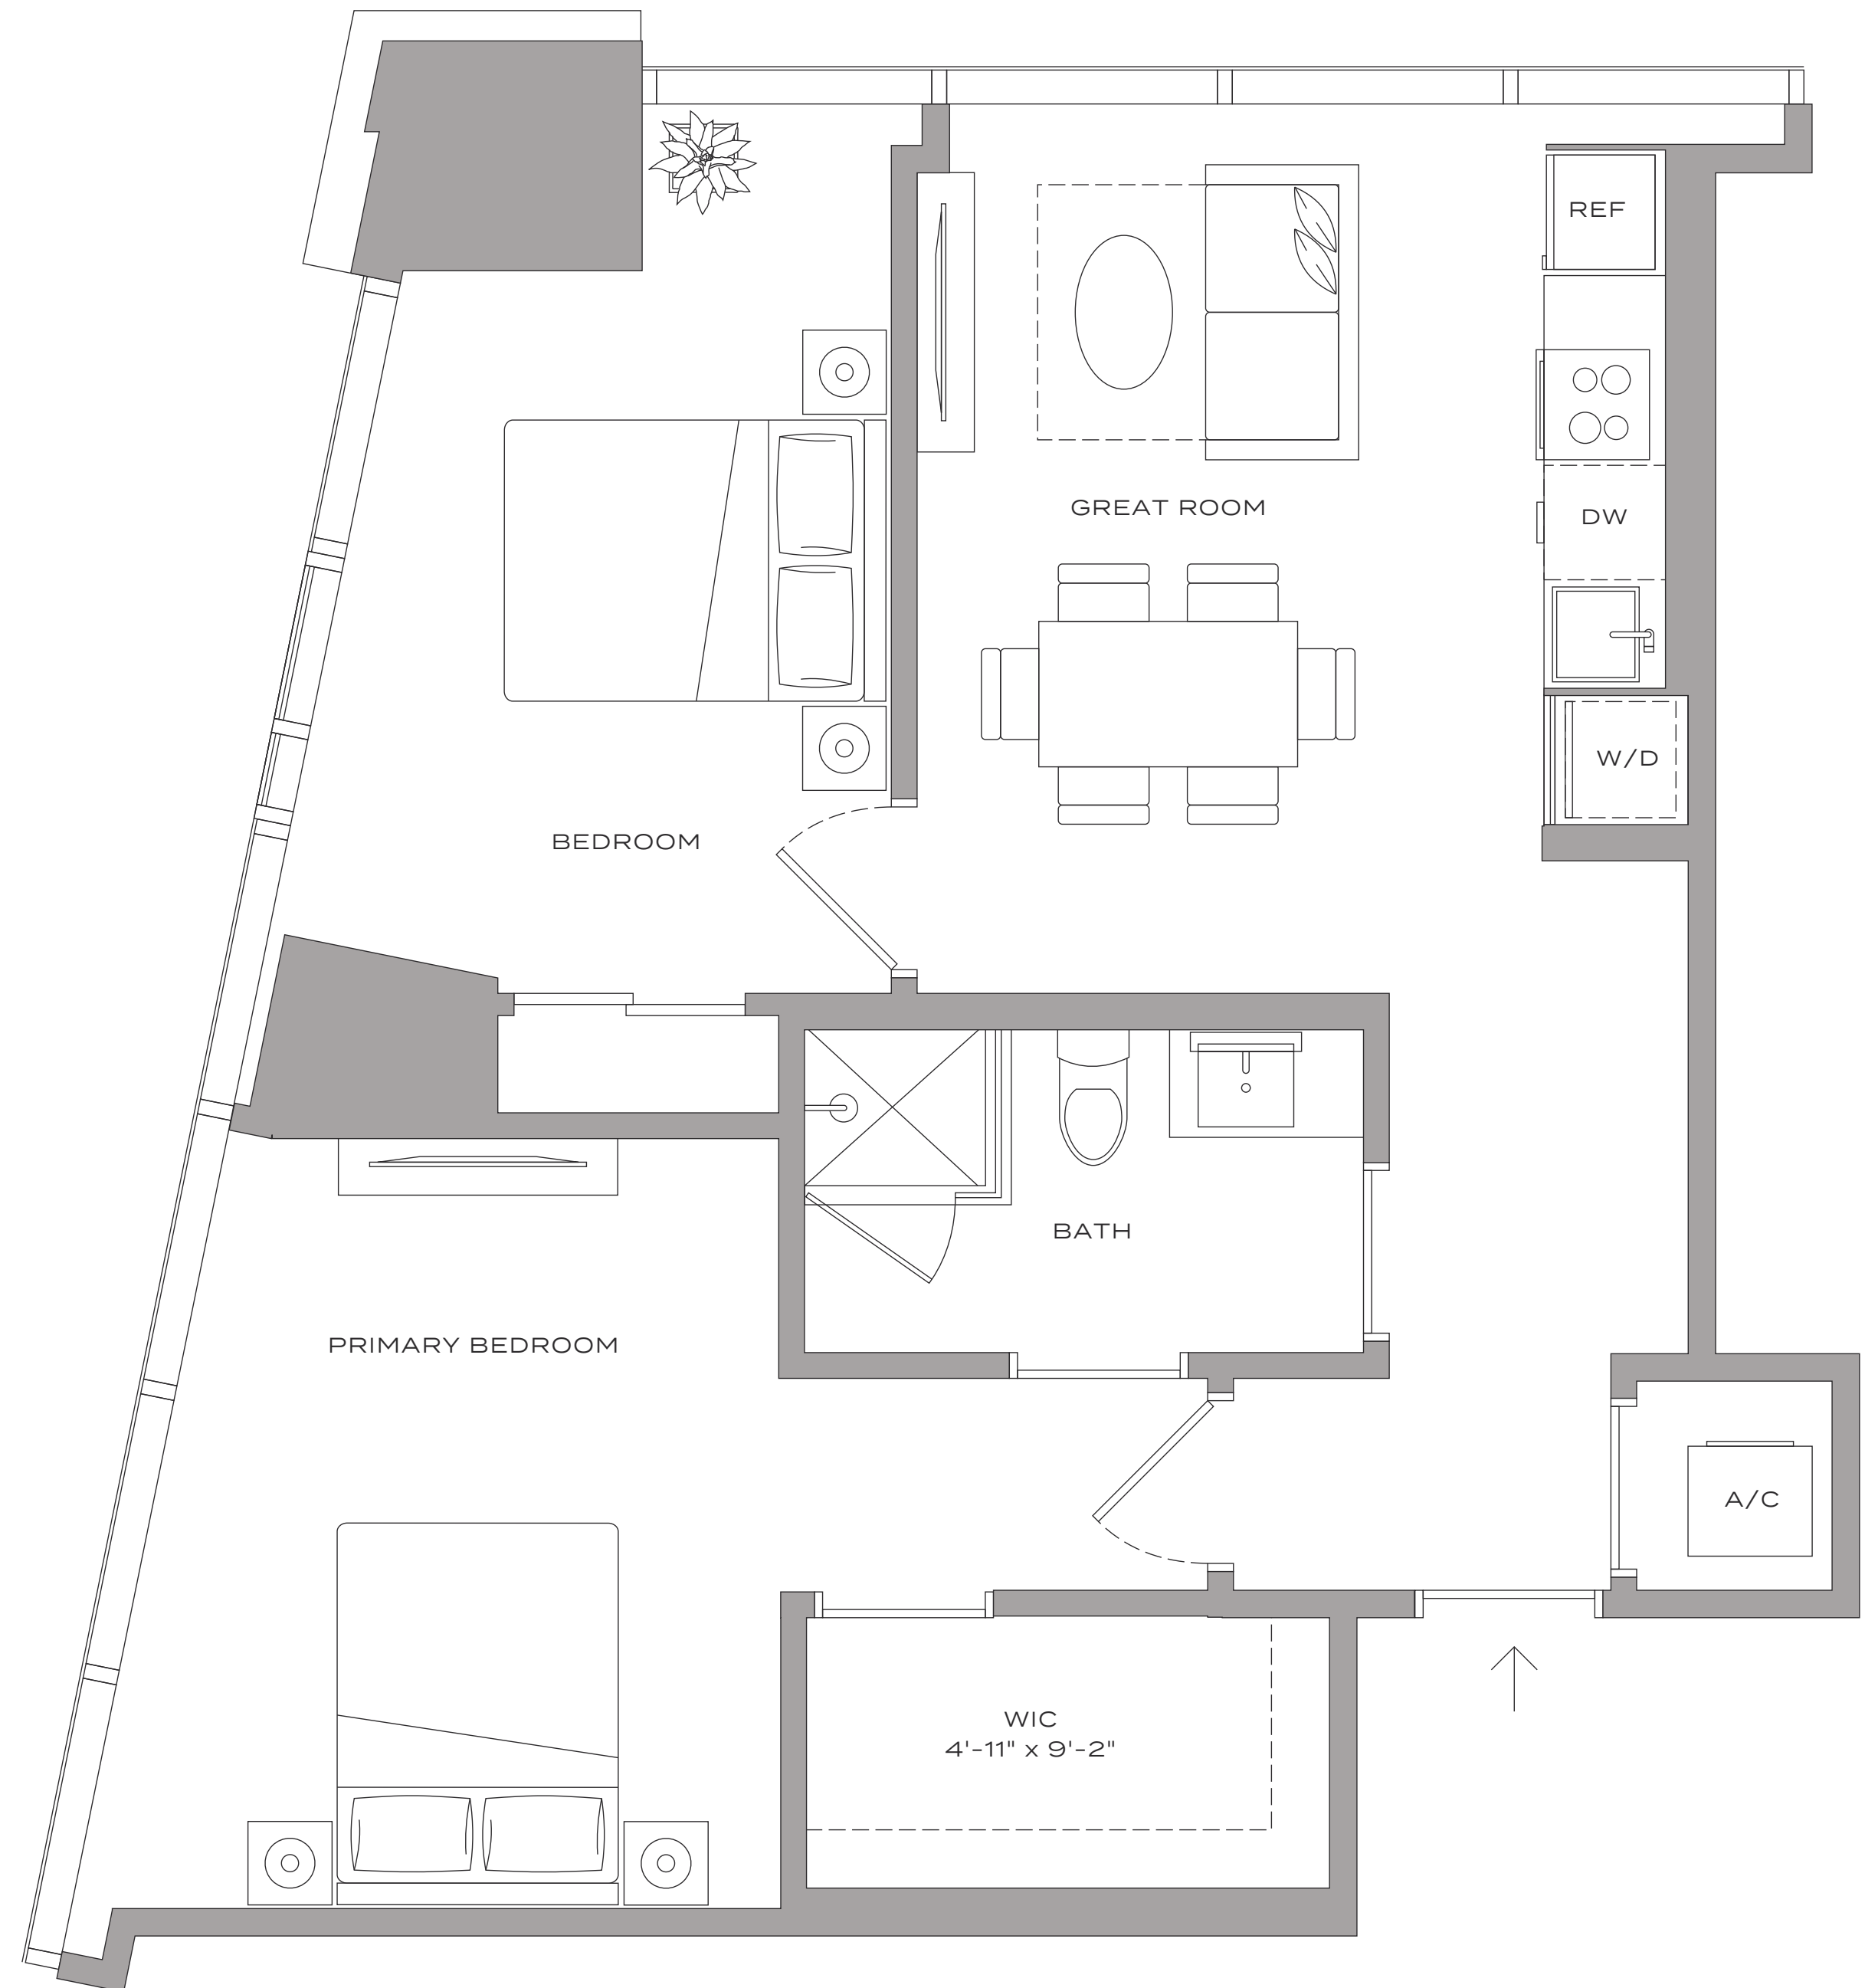 REF
GREAT ROOM
DW
W/D
BEDROOM
BATH
PRIMARY BEDROOM
A/C
WIC
4'-11" x 9'-2"